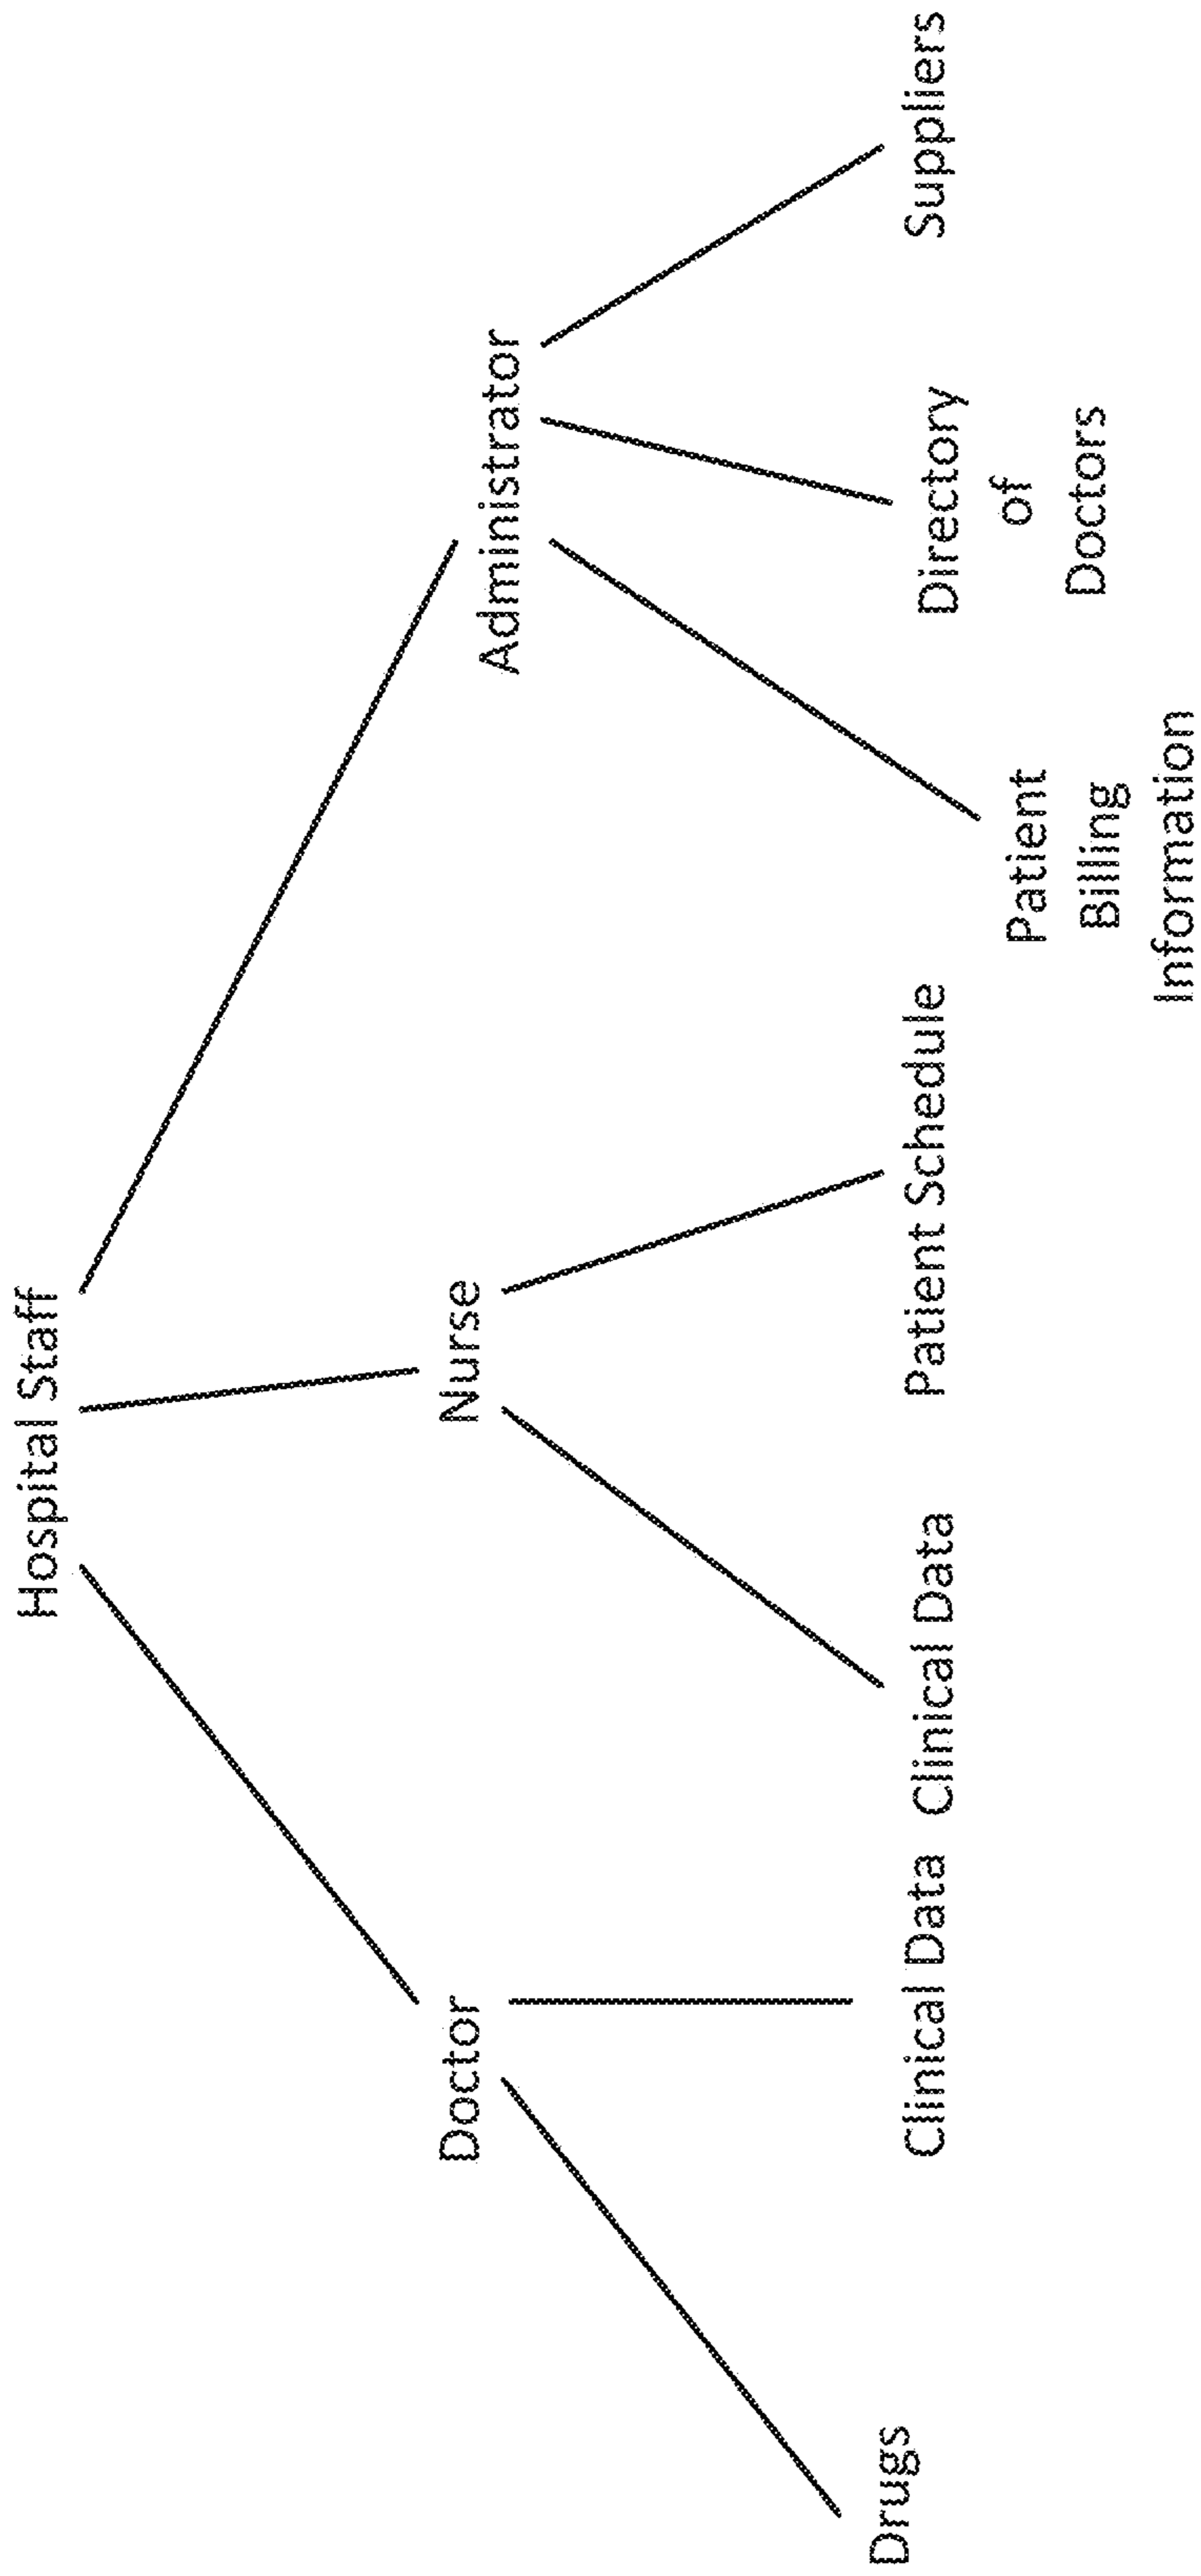 Hospital Staff
Doctor
Nurse
Administrator
Drugs
Clinical Data
Clinical Data
Patient Schedule
Patient
Billing
Information
Directory
of
Doctors
Suppliers